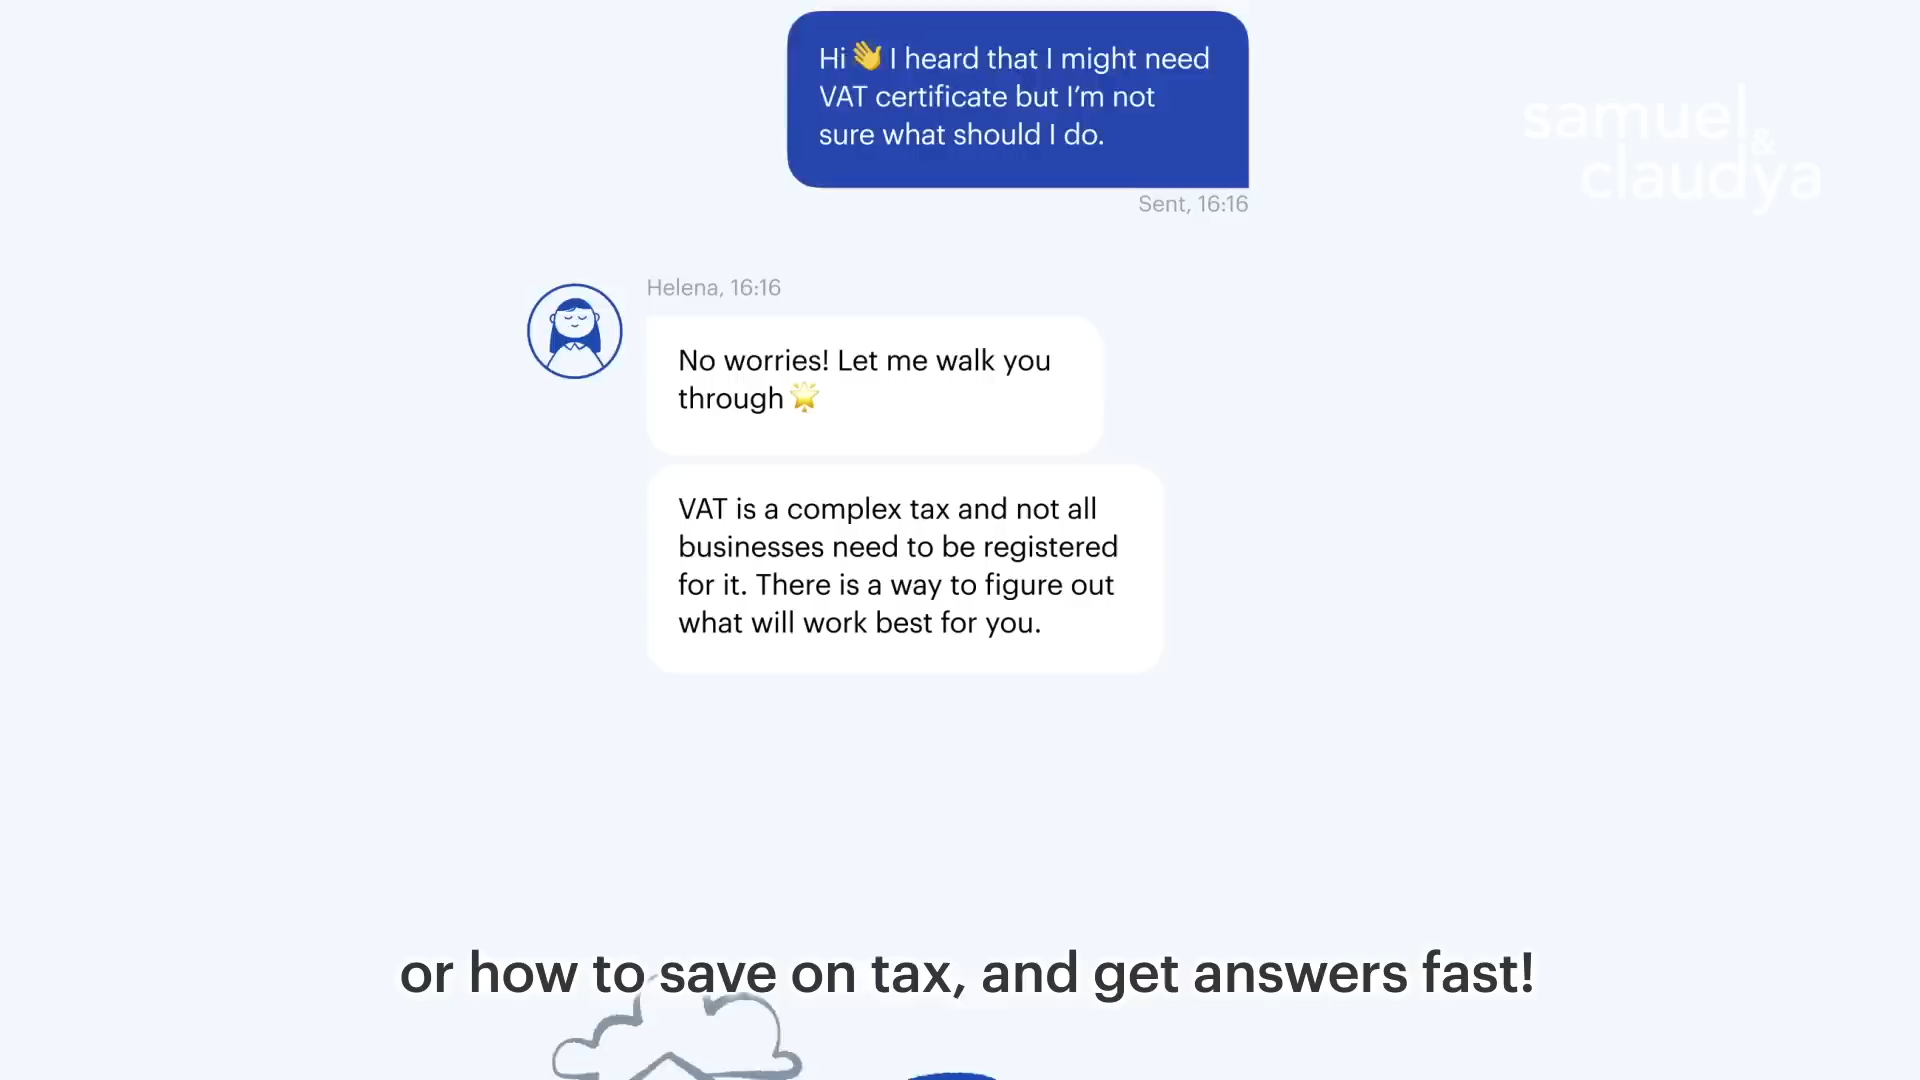 Hi 👋 I heard that I might need
VAT certificate but I’m not
sure what should I do.
samuel
&
claudya
Sent, 16:16
Helena, 16:16
No worries! Let me walk you
through 🌟
VAT is a complex tax and not all
businesses need to be registered
for it. There is a way to figure out
what will work best for you.
or how to save on tax, and get answers fast!